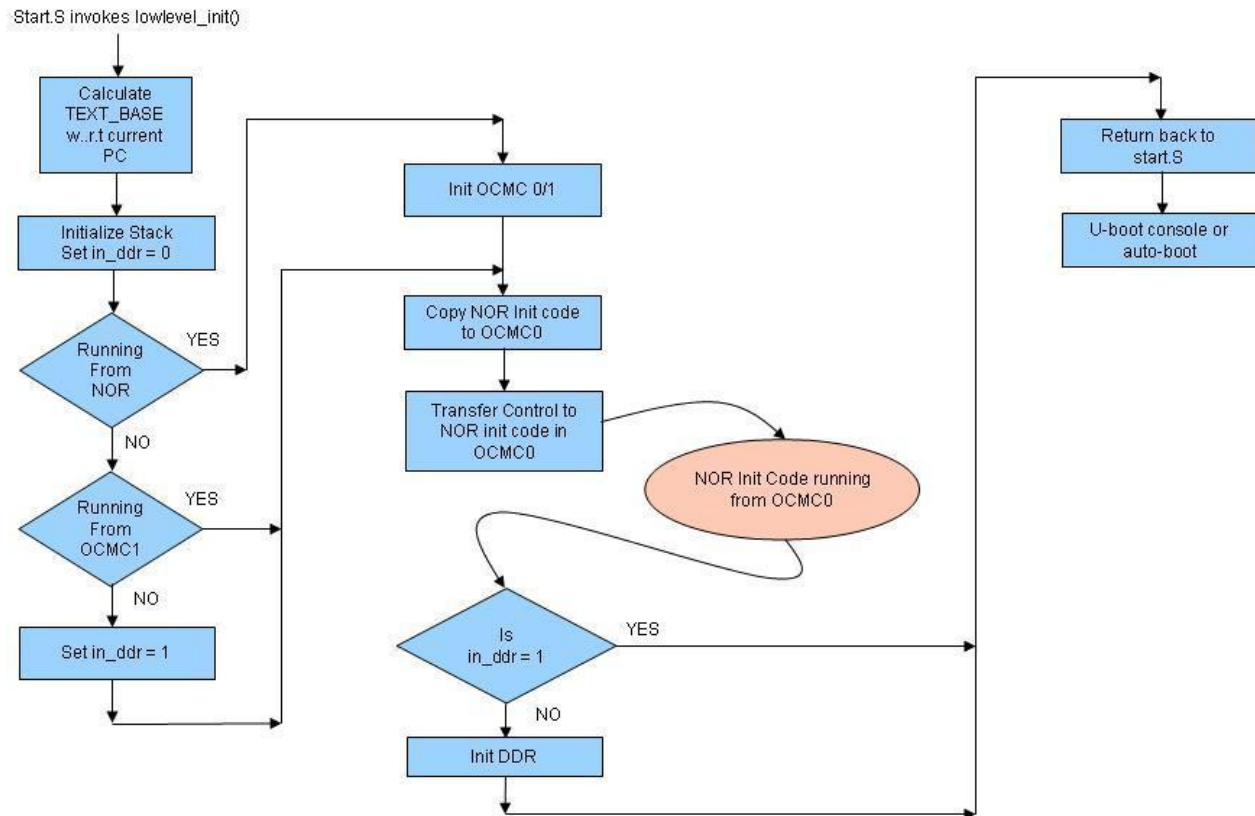 Start.S invokes lowlevel_init()
Calculate
TEXT_BASE
w..r.t current
PC
Initialize Stack
Set in_ddr = 0
Running
From
NOR
YES
NO
Running
From
OCMC1
YES
NO
Set in_ddr = 1
Init OCMC 0/1
Copy NOR Init code
to OCMC0
Transfer Control to
NOR init code in
OCMC0
NOR Init Code running
from OCMC0
Is
in_ddr = 1
YES
NO
Init DDR
Return back to
start.S
U-boot console or
auto-boot